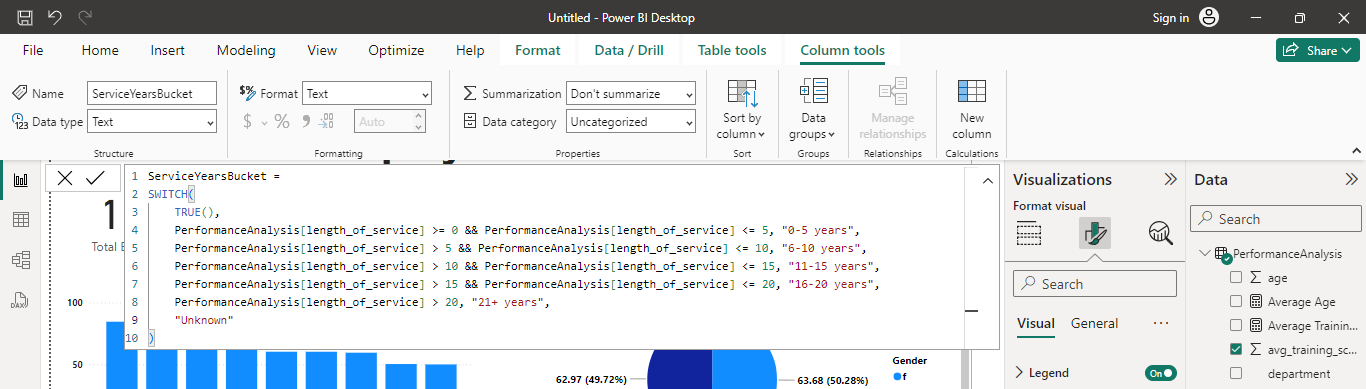 Untitled - Power BI Desktop
Sign in
File Home Insert Modeling View Optimize Help Format Data / Drill Table tools Column tools
Share
Name ServiceYearsBucket
Data type Text
Structure
Format Text
$ % Auto
Formatting
Summarization Don't summarize
Data category Uncategorized
Properties
Sort by column
Sort
Data groups
Groups
Manage relationships
Relationships
New column
Calculations
1 ServiceYearsBucket =
2 SWITCH(
3 TRUE(),
4 PerformanceAnalysis[length_of_service] >= 0 && PerformanceAnalysis[length_of_service] <= 5, "0-5 years",
5 PerformanceAnalysis[length_of_service] > 5 && PerformanceAnalysis[length_of_service] <= 10, "6-10 years",
6 PerformanceAnalysis[length_of_service] > 10 && PerformanceAnalysis[length_of_service] <= 15, "11-15 years",
7 PerformanceAnalysis[length_of_service] > 15 && PerformanceAnalysis[length_of_service] <= 20, "16-20 years",
8 PerformanceAnalysis[length_of_service] > 20, "21+ years",
9 "Unknown"
10 )
1
Total E
100
50
62.97 (49.72%)
63.68 (50.28%)
Gender
f
Visualizations
Format visual
Search
Visual General ...
Legend On
Data
Search
PerformanceAnalysis
age
Average Age
Average Trainin...
avg_training_sc...
department